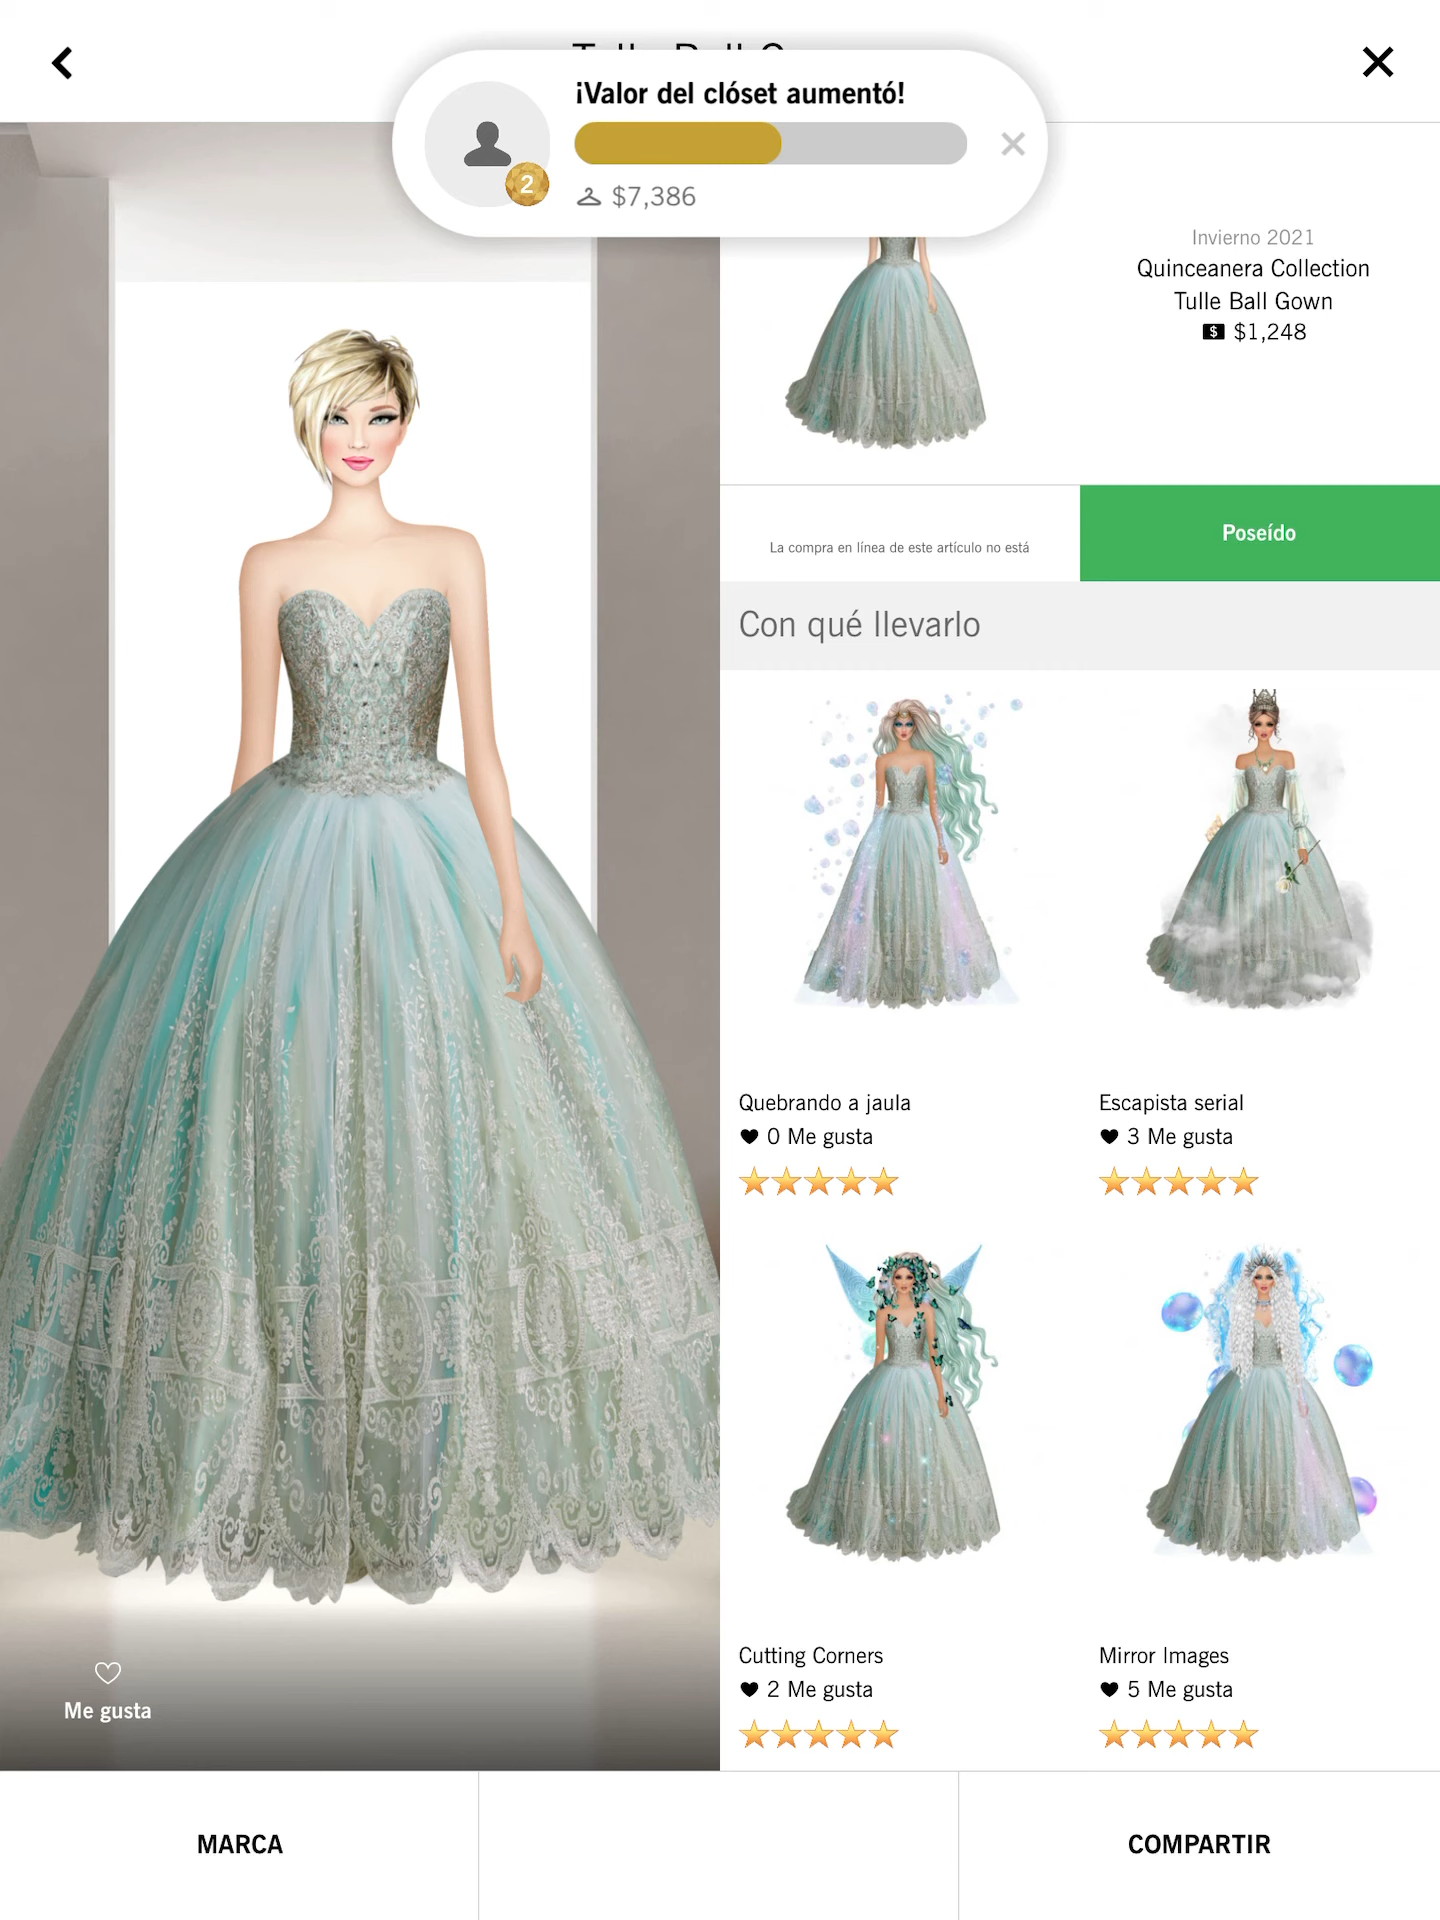 ¡Valor del clóset aumentó!
2
$7,386
Invierno 2021
Quinceanera Collection
Tulle Ball Gown
$ $1,248
La compra en línea de este artículo no está
Poseído
Con qué llevarlo
Quebrando a jaula
0 Me gusta
Escapista serial
3 Me gusta
Cutting Corners
2 Me gusta
Mirror Images
5 Me gusta
Me gusta
MARCA
COMPARTIR